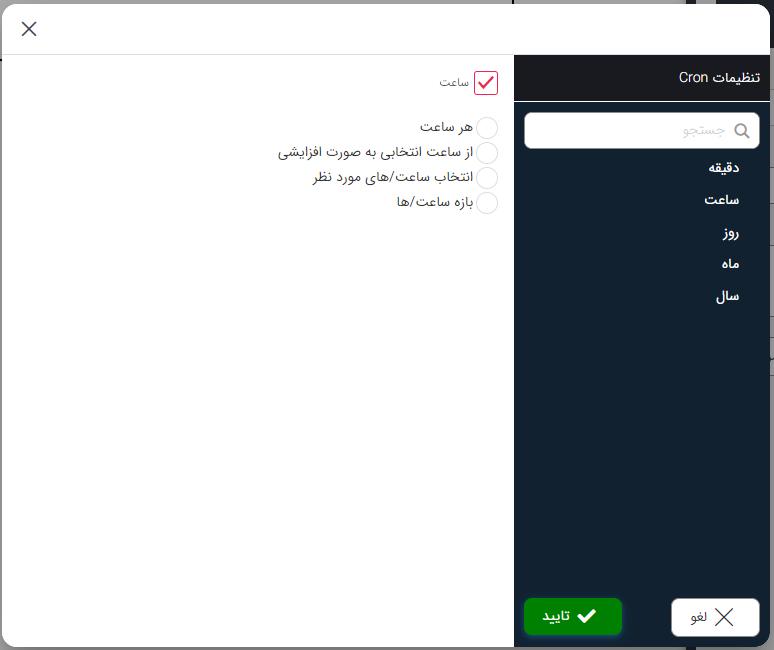 تنظیمات Cron
جستجو
دقیقه
ساعت
روز
ماه
سال
لغو
تایید
ساعت
هر ساعت
از ساعت انتخابی به صورت افزایشی
انتخاب ساعت/های مورد نظر
بازه ساعت/ها